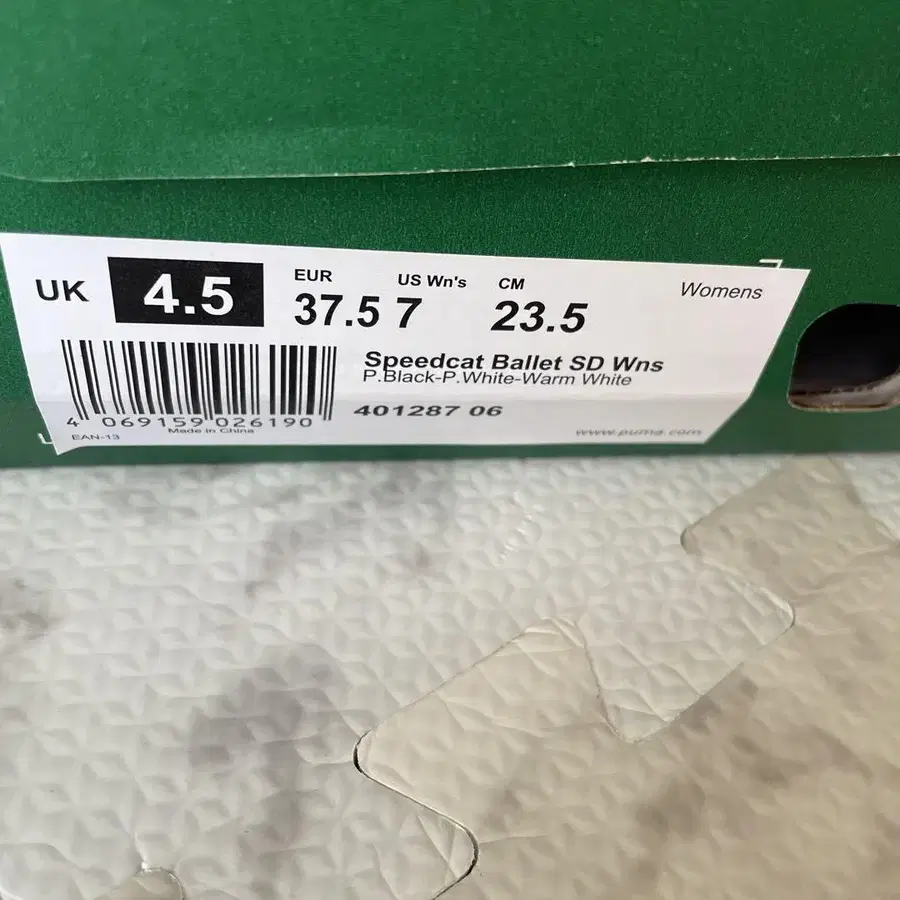 UK 4.5
EUR 37.5
US Wn's 7
CM 23.5
Womens
Speedcat Ballet SD Wns
P.Black-P.White-Warm White
401287 06
4 069159 026190
Made in China
EAN-13
www.puma.com